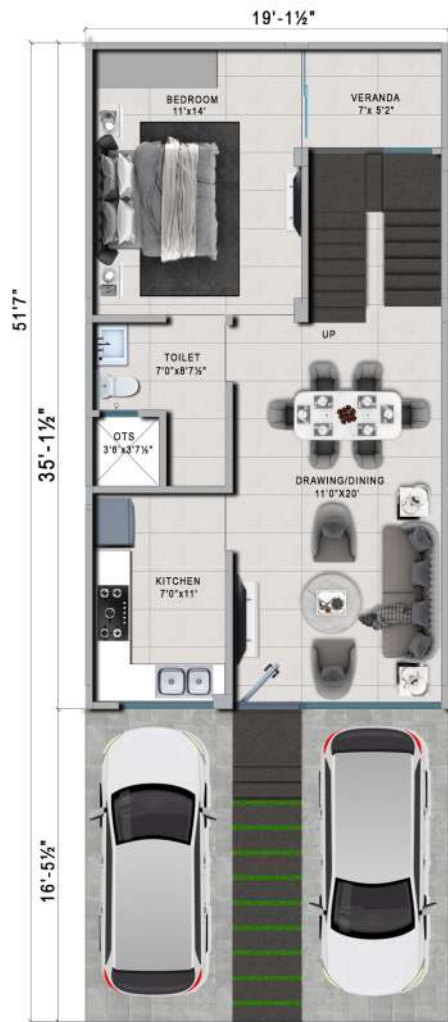 19'-1½"
BEDROOM
11'x14'
VERANDA
7'x 5'2"
51'7"
35'-1½"
UP
TOILET
7'0"x8'7½"
OTS
3'6'x3'7½"
DRAWING/DINING
11'0"X20'
KITCHEN
7'0"x11'
16'-5½"